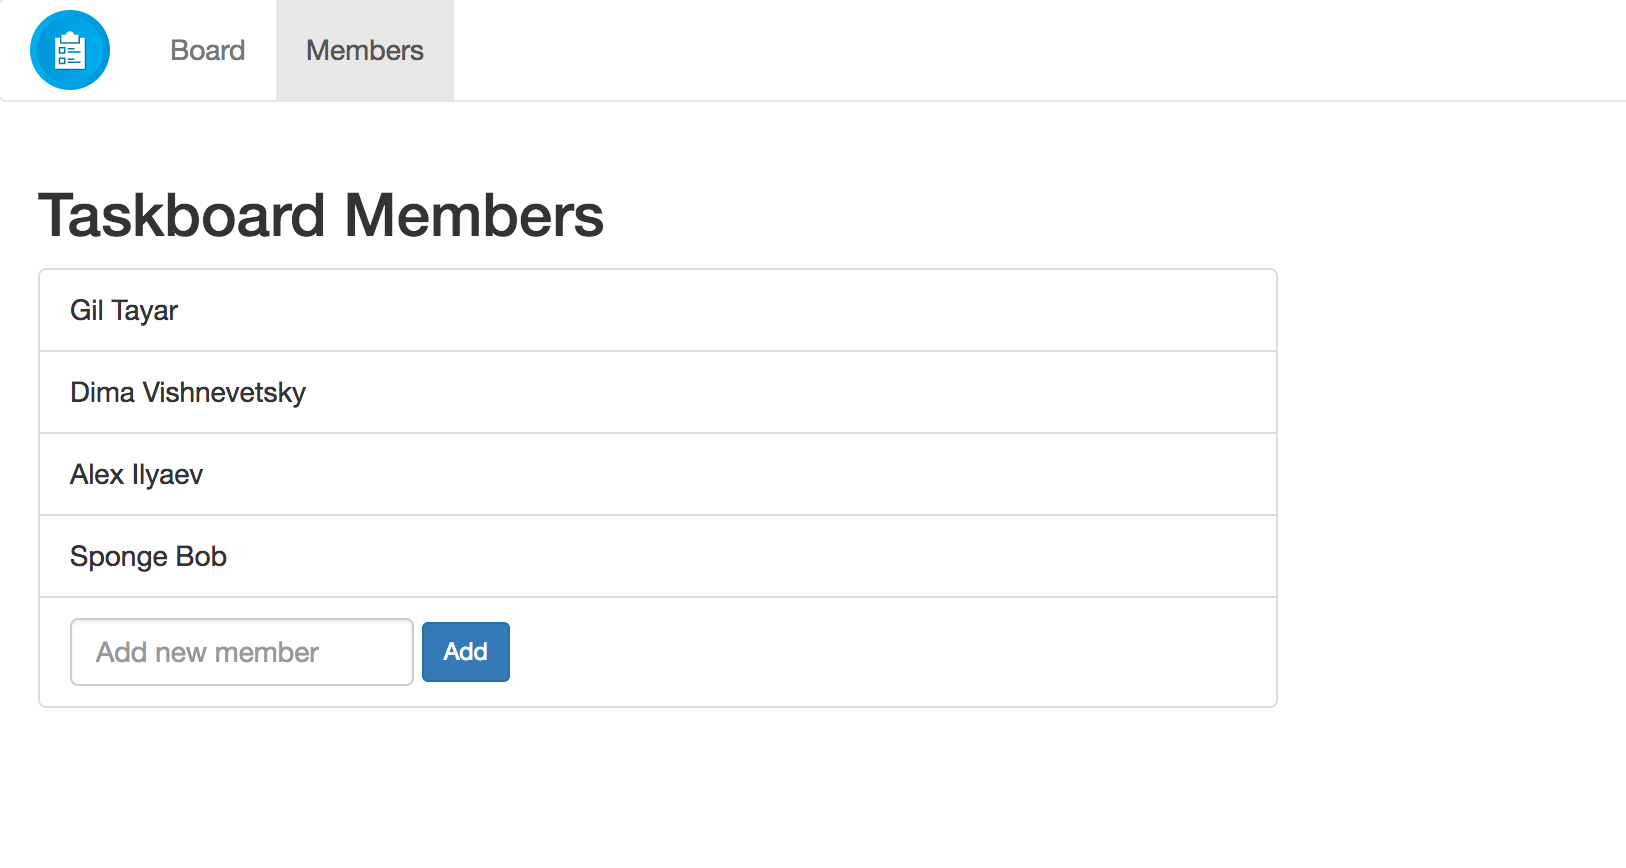 Board Members
Taskboard Members
Gil Tayar
Dima Vishnevetsky
Alex Ilyaev
Sponge Bob
Add new member Add